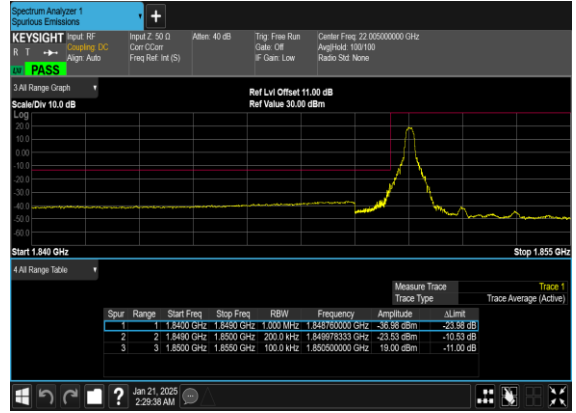 Spectrum Analyzer 1
Spurious Emissions
+
KEYSIGHT Input: RF Input Z: 50 Ω Atten: 40 dB Trig: Free Run Center Freq: 22.005000000 GHz
R T Coupling: DC Corr CCorr Gate: Off Avg|Hold: 100/100
Align: Auto Freq Ref: Int (S) IF Gain: Low Radio Std: None
PASS
3 All Range Graph
Ref Lvl Offset 11.00 dB
Scale/Div 10.0 dB Ref Value 30.00 dBm
Log
20.0
10.0
0.00
-10.0
-20.0
-30.0
-40.0
-50.0
-60.0
Start 1.840 GHz Stop 1.855 GHz
4 All Range Table
Measure Trace Trace 1
Trace Type Trace Average (Active)
Spur Range Start Freq Stop Freq RBW Frequency Amplitude ΔLimit
1 1 1.8400 GHz 1.8490 GHz 1.000 MHz 1.848760000 GHz -36.98 dBm -23.98 dB
2 2 1.8490 GHz 1.8500 GHz 200.0 kHz 1.849978333 GHz -23.53 dBm -10.53 dB
3 3 1.8500 GHz 1.8550 GHz 100.0 kHz 1.850500000 GHz 19.00 dBm -11.00 dB
? Jan 21, 2025
2:29:38 AM